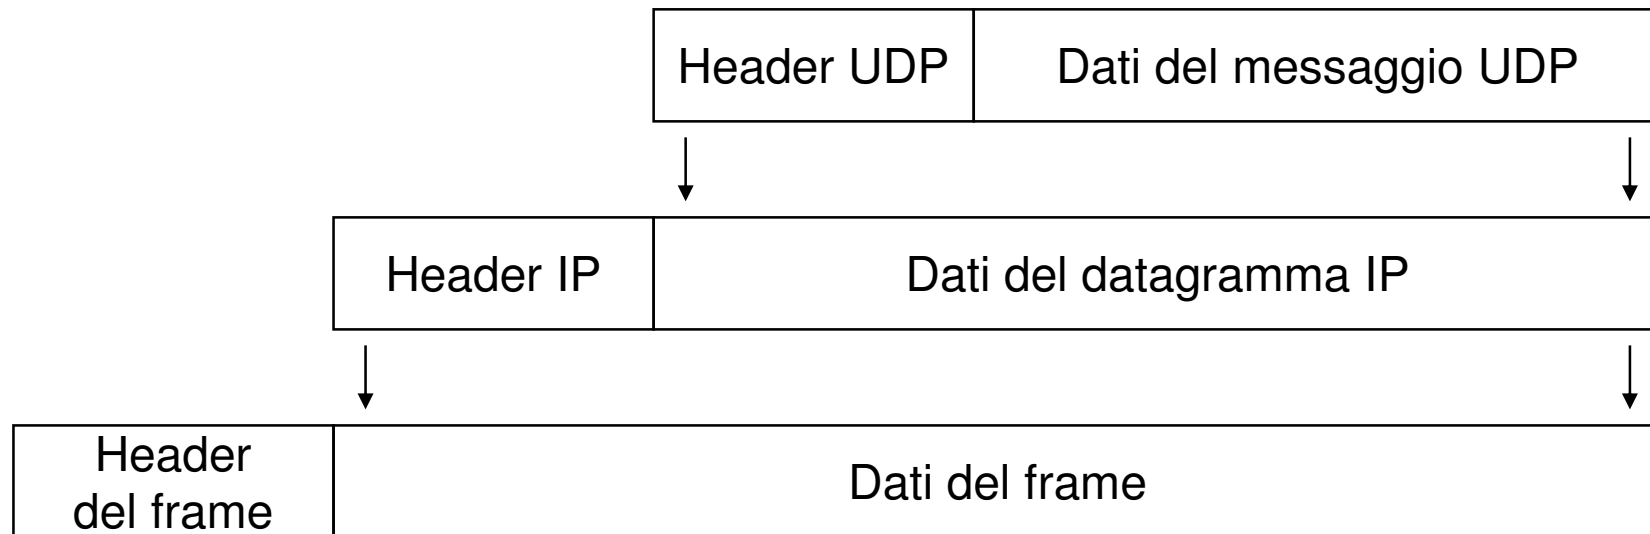 Header UDP
Dati del messaggio UDP
Header IP
Dati del datagramma IP
Header
del frame
Dati del frame